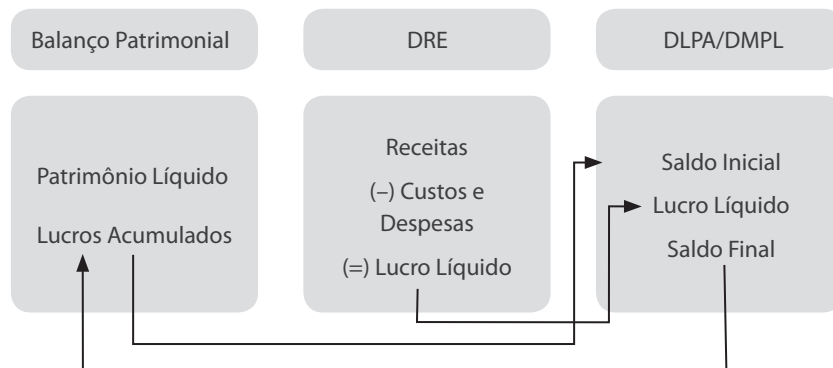 Balanço Patrimonial
DRE
DLPA/DMPL
Patrimônio Líquido
Lucros Acumulados
Receitas
(–) Custos e
Despesas
(=) Lucro Líquido
Saldo Inicial
Lucro Líquido
Saldo Final